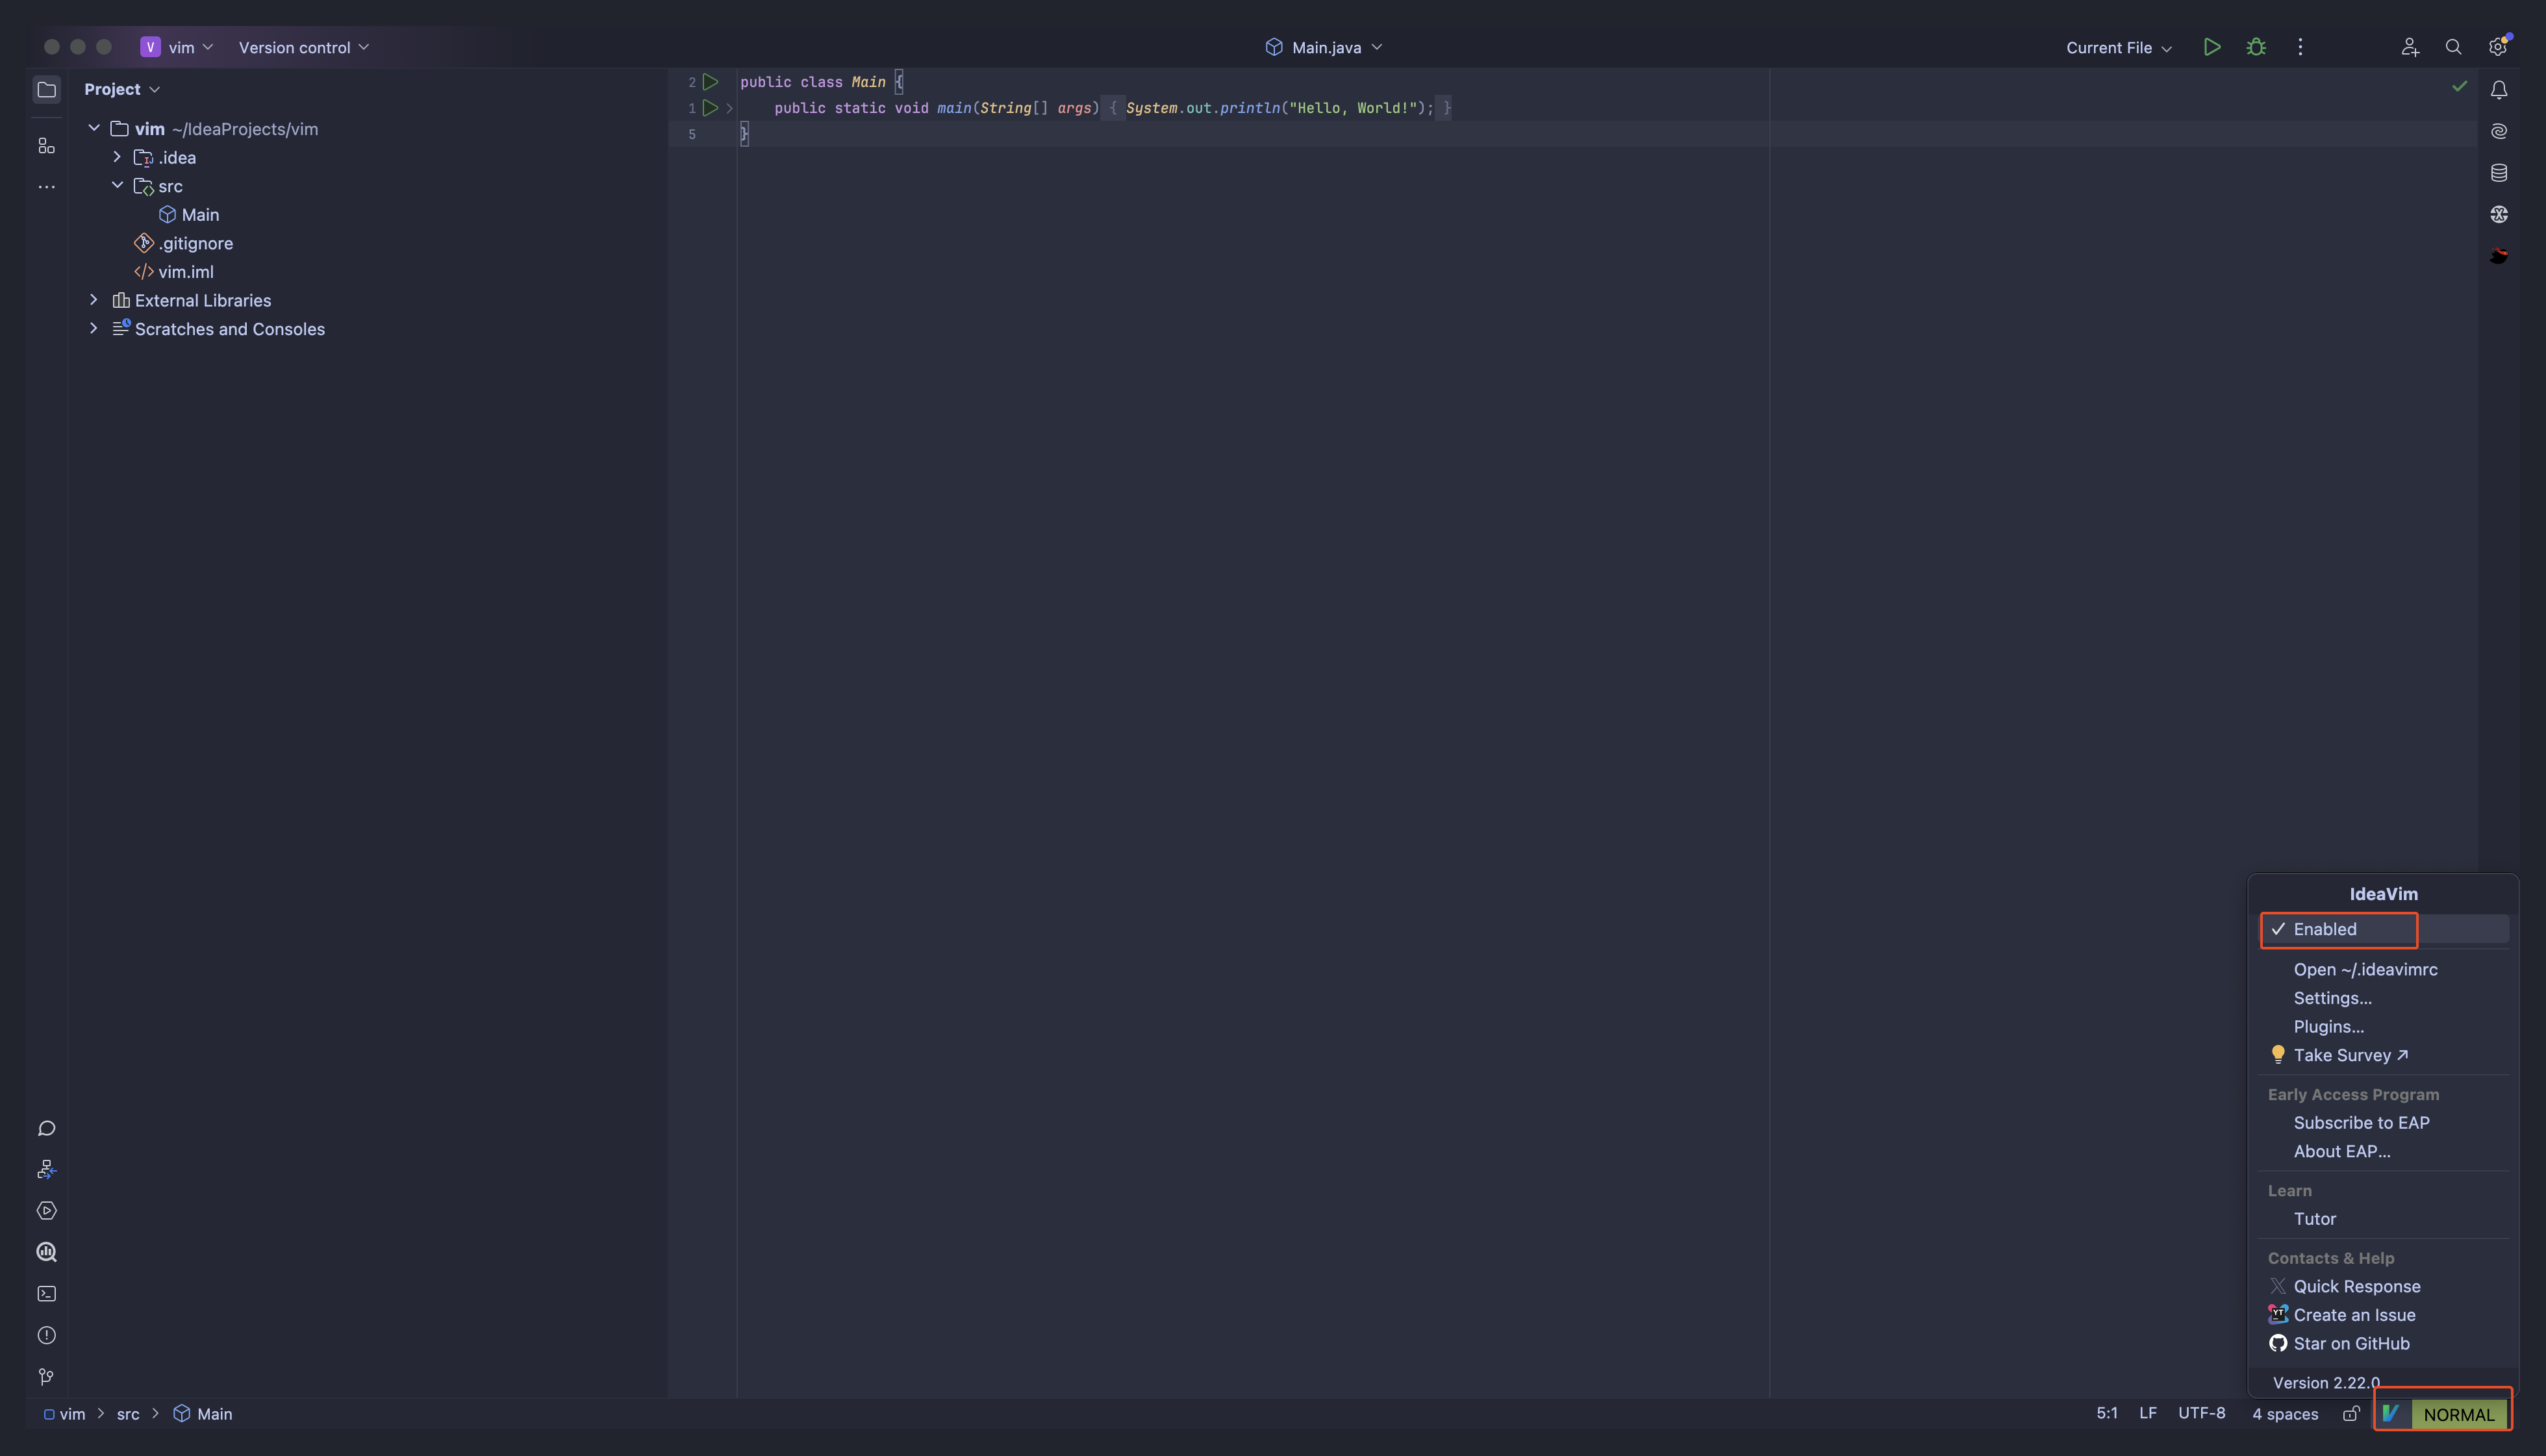 V vim Version control Main.java Current File
Project
vim ~/IdeaProjects/vim
.idea
src
Main
.gitignore
vim.iml
External Libraries
Scratches and Consoles
2 public class Main {
1 public static void main(String[] args) { System.out.println("Hello, World!"); }
5 }
IdeaVim
Enabled
Open ~/.ideavimrc
Settings...
Plugins...
Take Survey
Early Access Program
Subscribe to EAP
About EAP...
Learn
Tutor
Contacts & Help
Quick Response
YT Create an Issue
Star on GitHub
Version 2.22.0
vim > src > Main 5:1 LF UTF-8 4 spaces NORMAL